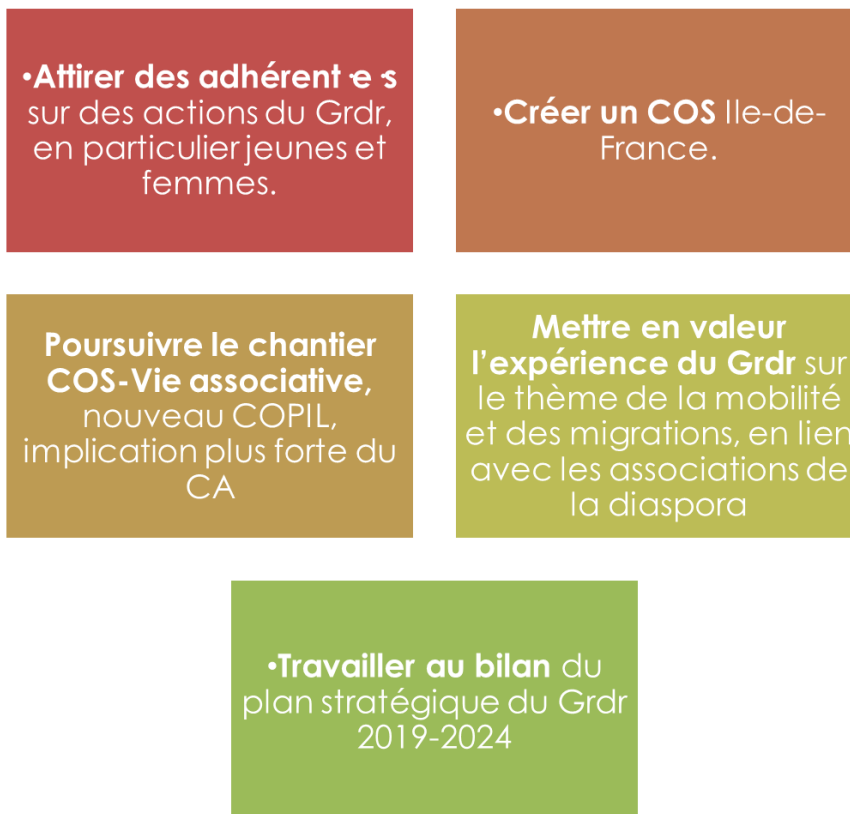 •Attirer des adhérent·e·s
sur des actions du Grdr,
en particulier jeunes et
femmes.
•Créer un COS Ile-de-
France.
Poursuivre le chantier
COS-Vie associative,
nouveau COPIL,
implication plus forte du
CA
Mettre en valeur
l’expérience du Grdr sur
le thème de la mobilité
et des migrations, en lien
avec les associations de
la diaspora
•Travailler au bilan du
plan stratégique du Grdr
2019-2024